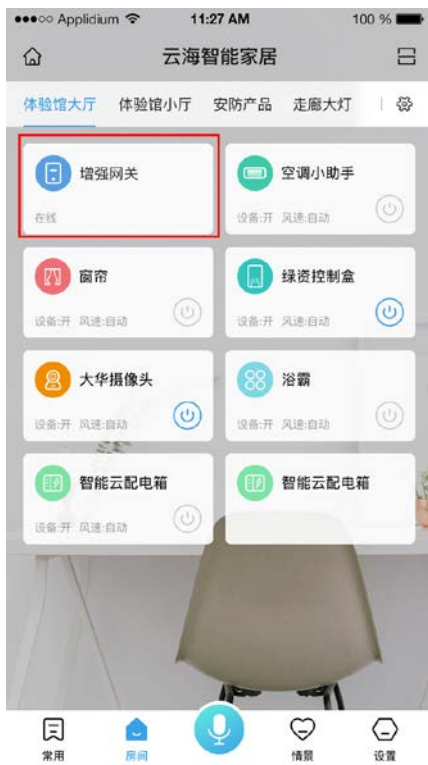 Applidium 11:27 AM 100 %
云海智能家居
体验馆大厅 体验馆小厅 安防产品 走廊大灯
增强网关
在线
空调小助手
设备:开 风速:自动
窗帘
设备:开 风速:自动
绿资控制盒
设备:开 风速:自动
大华摄像头
设备:开 风速:自动
浴霸
设备:开 风速:自动
智能云配电箱
设备:开 风速:自动
智能云配电箱
常用 房间 情景 设置